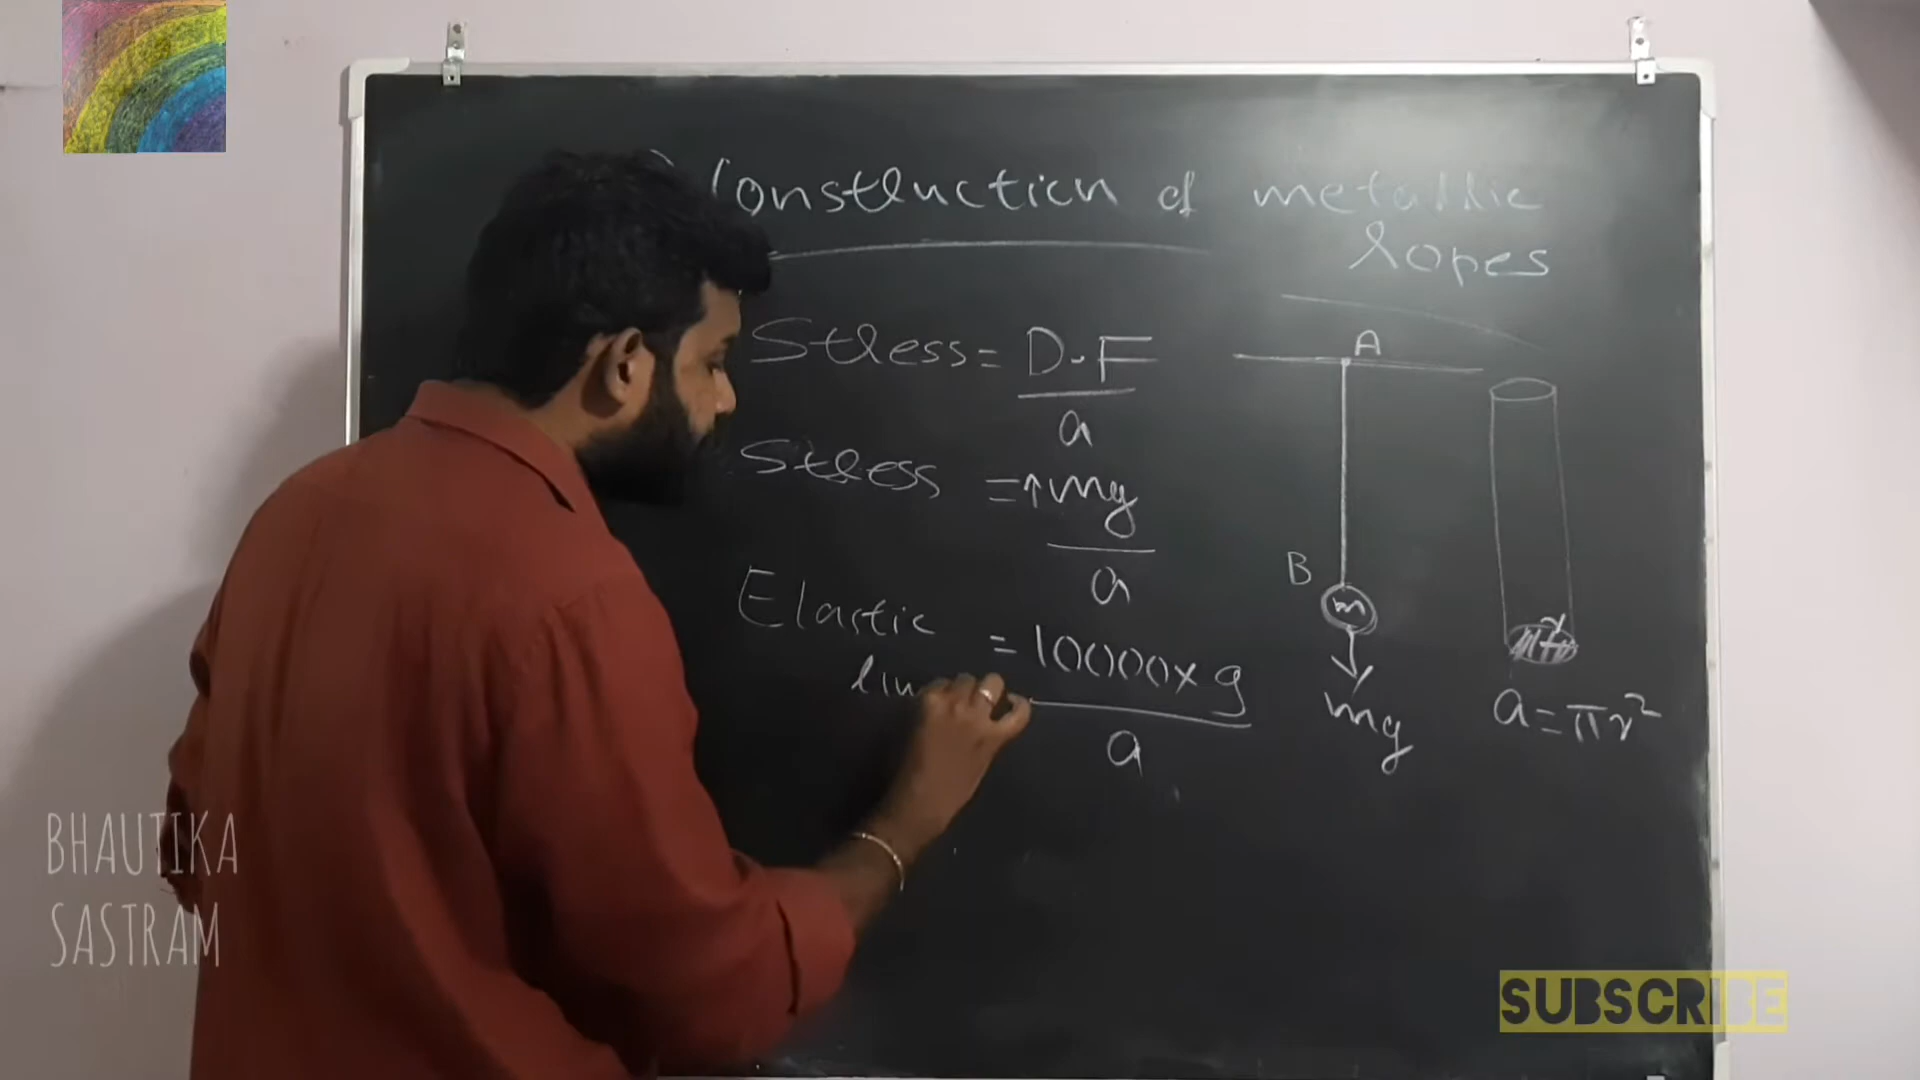 Construction of metallic
ropes
Stress = D.F
a
Stress = ↑mg
a
Elastic
= 10000 x g
a
A
B
m
mg
r
a = πr²
BHAUTIKA
SASTRAM
SUBSCRIBE